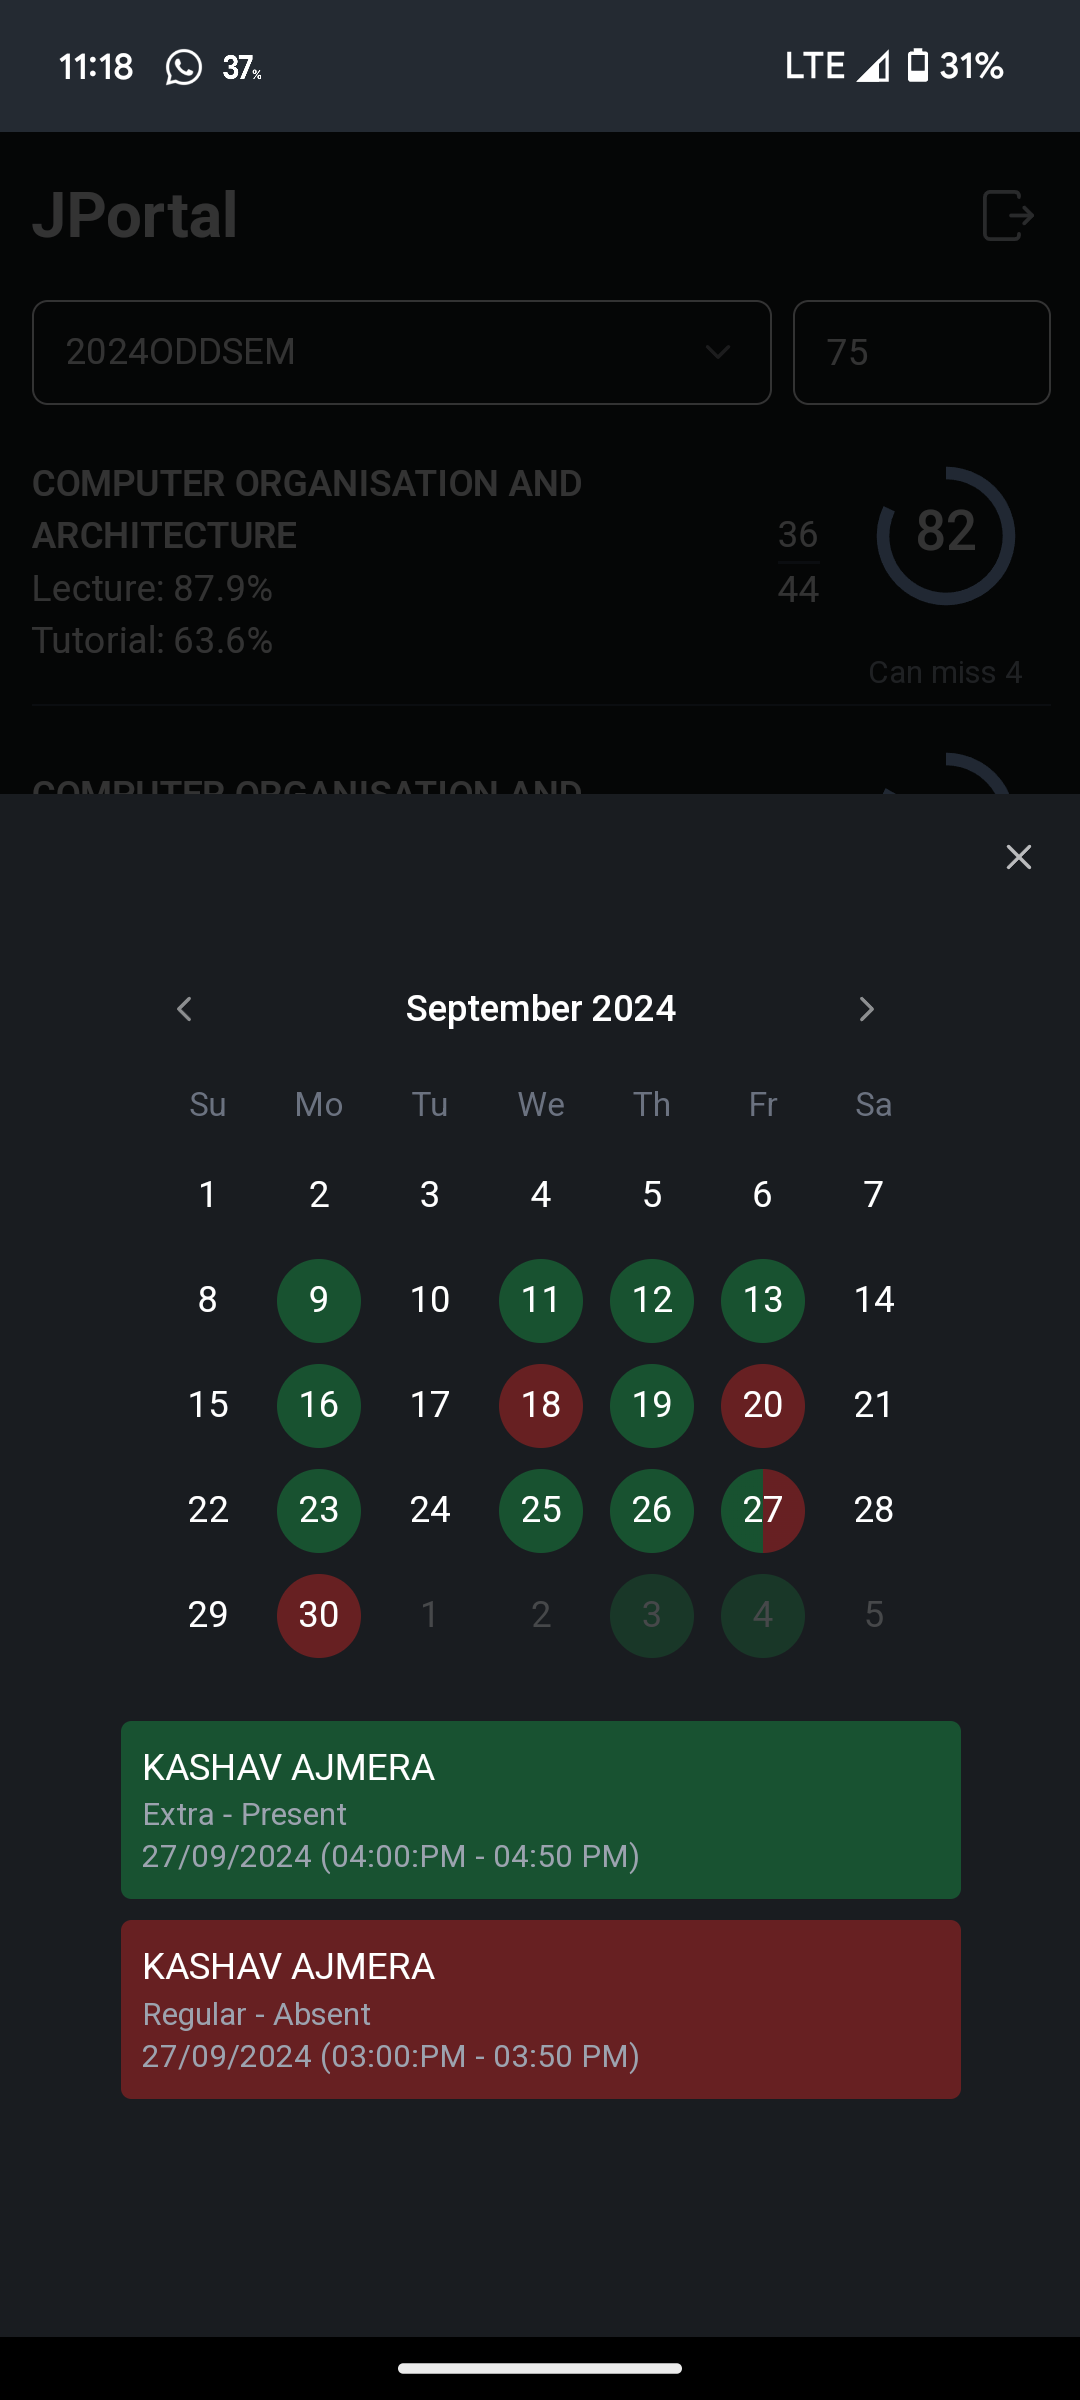 11:18 37% LTE 31%
JPortal
2024ODDSEM 75
COMPUTER ORGANISATION AND
ARCHITECTURE
Lecture: 87.9%
Tutorial: 63.6%
36
44
82
Can miss 4
COMPUTER ORGANISATION AND
September 2024
Su Mo Tu We Th Fr Sa
1 2 3 4 5 6 7
8 9 10 11 12 13 14
15 16 17 18 19 20 21
22 23 24 25 26 27 28
29 30 1 2 3 4 5
KASHAV AJMERA
Extra - Present
27/09/2024 (04:00:PM - 04:50 PM)
KASHAV AJMERA
Regular - Absent
27/09/2024 (03:00:PM - 03:50 PM)